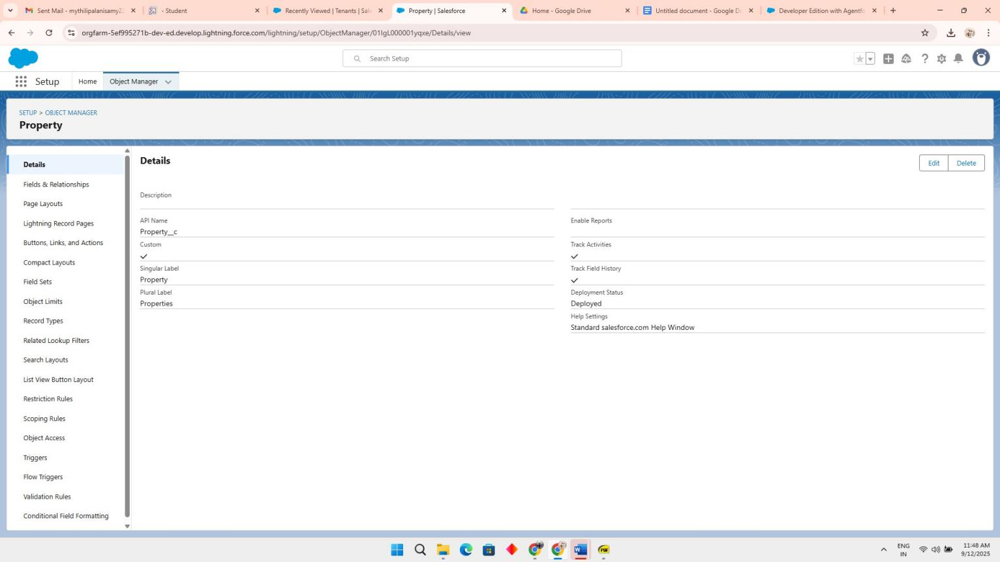 Sent Mail - mythilipalanisamy2
- Student
Recently Viewed | Tenants | Sal
Property | Salesforce
Home - Google Drive
Untitled document - Google D
Developer Edition with Agentfo
orgfarm-5ef995271b-dev-ed.develop.lightning.force.com/lightning/setup/ObjectManager/01IgL000001yqxe/Details/view
Search Setup
Setup
Home
Object Manager
SETUP > OBJECT MANAGER
Property
Details
Fields & Relationships
Page Layouts
Lightning Record Pages
Buttons, Links, and Actions
Compact Layouts
Field Sets
Object Limits
Record Types
Related Lookup Filters
Search Layouts
List View Button Layout
Restriction Rules
Scoping Rules
Object Access
Triggers
Flow Triggers
Validation Rules
Conditional Field Formatting
Details
Edit
Delete
Description
API Name
Property__c
Custom
Singular Label
Property
Plural Label
Properties
Enable Reports
Track Activities
Track Field History
Deployment Status
Deployed
Help Settings
Standard salesforce.com Help Window
ENG
IN
11:48 AM
9/12/2025